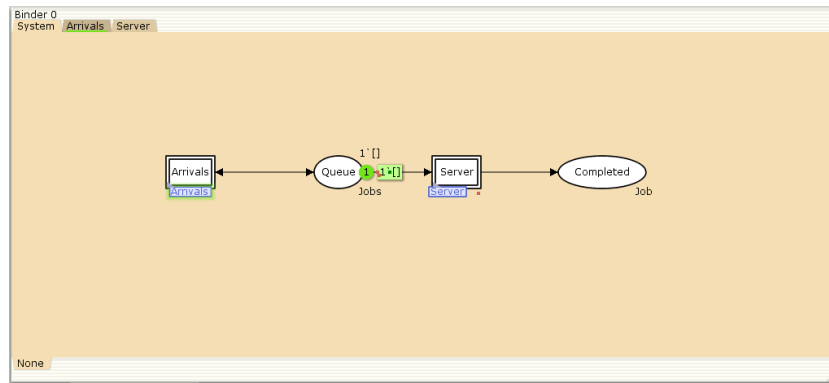 Binder 0
System Arrivals Server
1`[]
Arrivals Queue 1 1`[] Server Completed
Arrivals Jobs Server Job
None